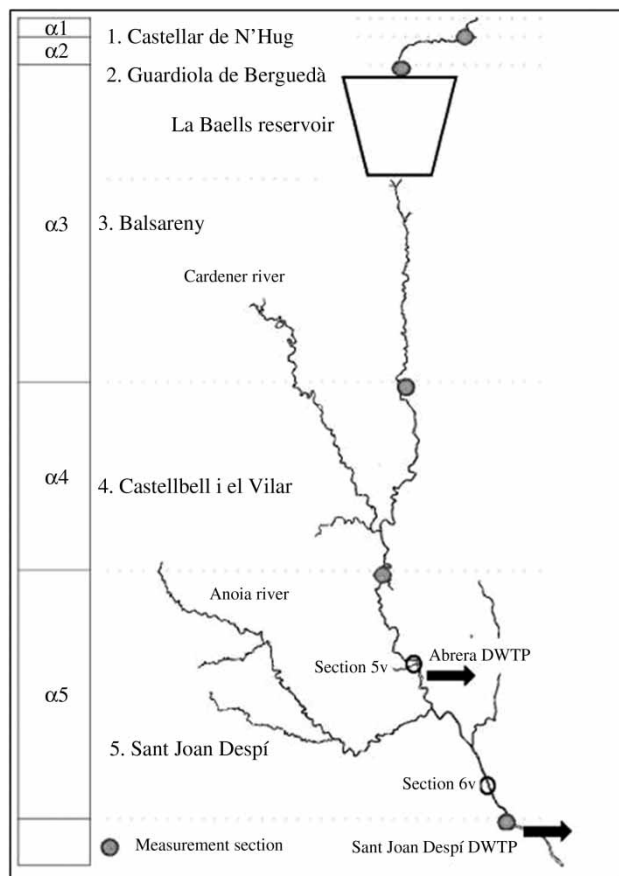 α1
1. Castellar de N'Hug
α2
2. Guardiola de Berguedà
La Baells reservoir
α3
3. Balsareny
Cardener river
α4
4. Castellbell i el Vilar
Anoia river
Abrera DWTP
Section 5v
α5
5. Sant Joan Despí
Section 6v
Measurement section
Sant Joan Despí DWTP